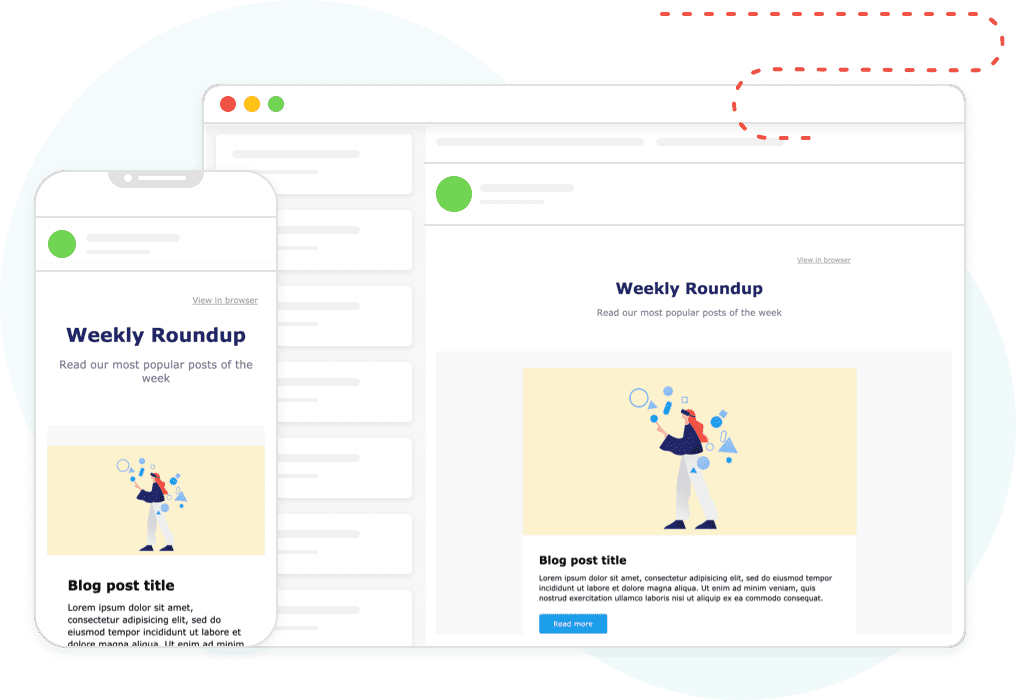 View in browser
Weekly Roundup
Read our most popular posts of the
week
Blog post title
Lorem ipsum dolor sit amet,
consectetur adipisicing elit, sed do
eiusmod tempor incididunt ut labore et
dolore magna aliqua. Ut enim ad minim
View in browser
Weekly Roundup
Read our most popular posts of the week
Blog post title
Lorem ipsum dolor sit amet, consectetur adipisicing elit, sed do eiusmod tempor
incididunt ut labore et dolore magna aliqua. Ut enim ad minim veniam, quis
nostrud exercitation ullamco laboris nisi ut aliquip ex ea commodo consequat.
Read more